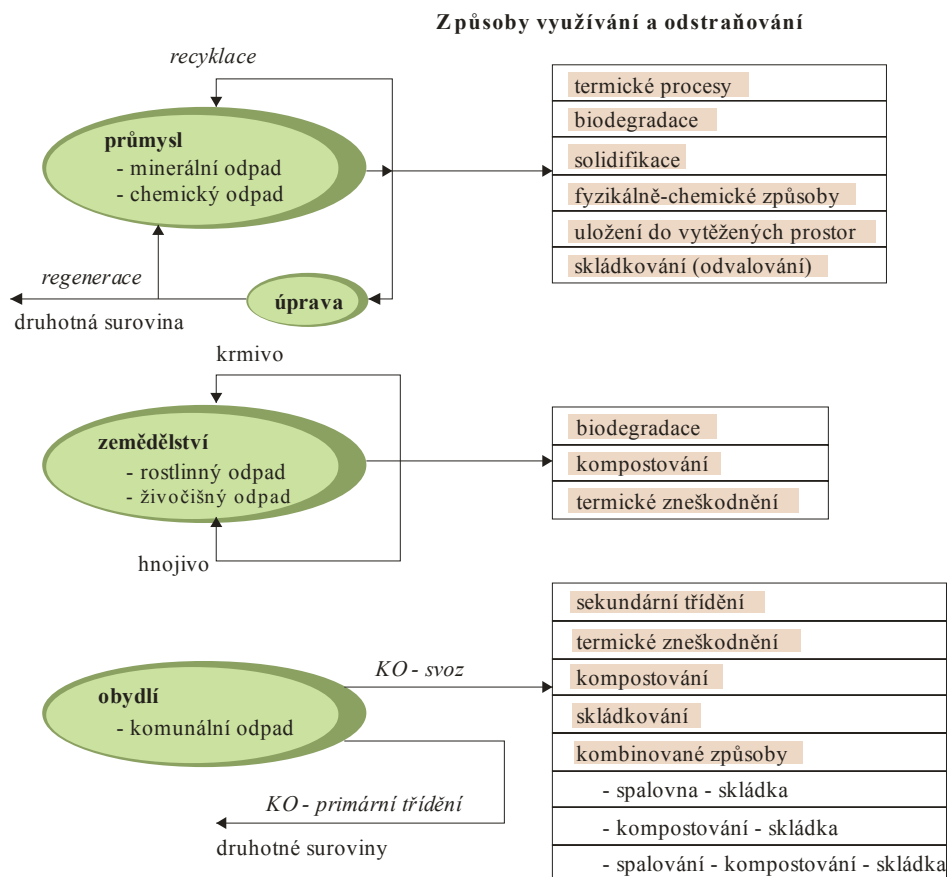 Způsoby využívání a odstraňování
recyklace
průmysl
- minerální odpad
- chemický odpad
regenerace
druhotná surovina
úprava
termické procesy
biodegradace
solidifikace
fyzikálně-chemické způsoby
uložení do vytěžených prostor
skládkování (odvalování)
krmivo
zemědělství
- rostlinný odpad
- živočišný odpad
hnojivo
biodegradace
kompostování
termické zneškodnění
obydlí
- komunální odpad
KO - svoz
KO - primární třídění
druhotné suroviny
sekundární třídění
termické zneškodnění
kompostování
skládkování
kombinované způsoby
- spalovna - skládka
- kompostování - skládka
- spalování - kompostování - skládka